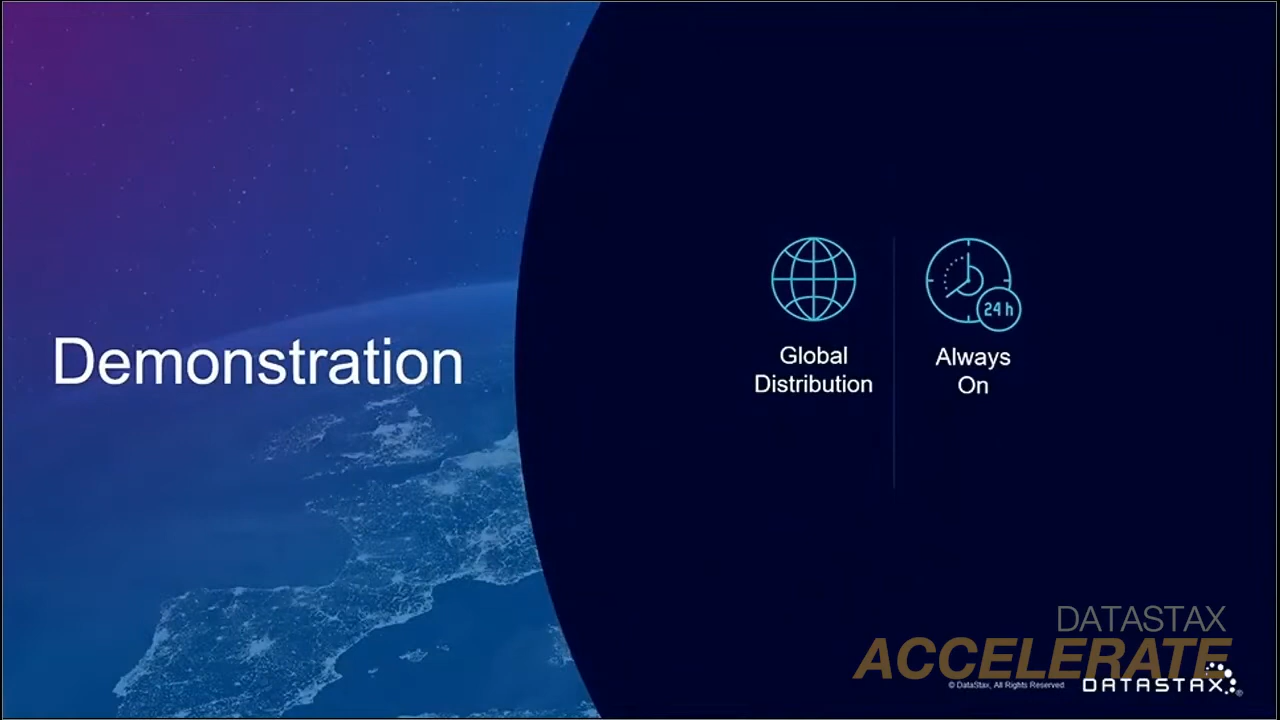 Demonstration
Global
Distribution
24 h
Always
On
DATASTAX
ACCELERATE
© DataStax, All Rights Reserved
DATASTAX®